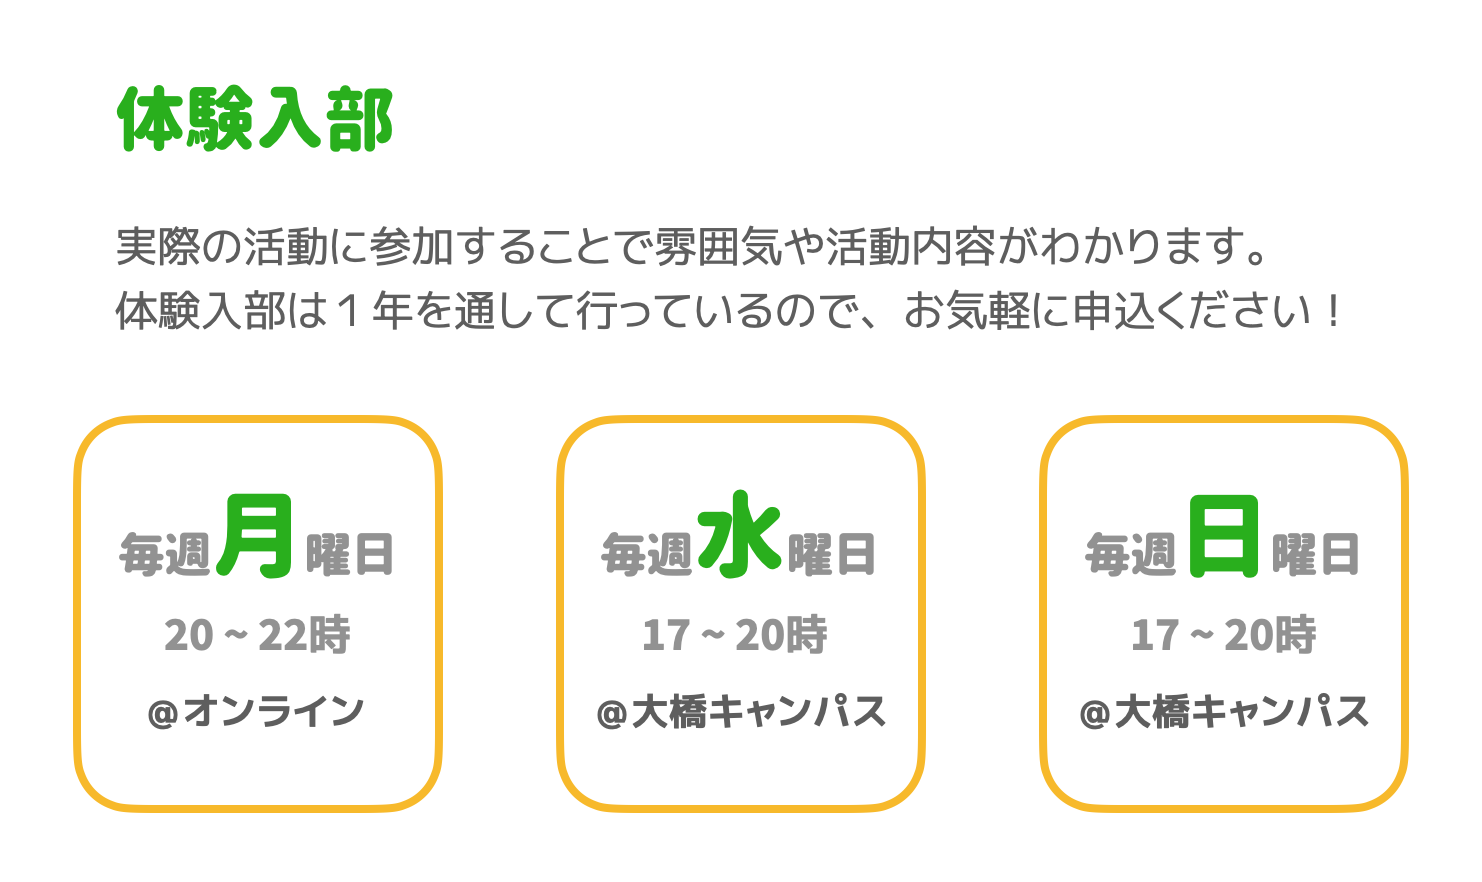 体験入部
実際の活動に参加することで雰囲気や活動内容がわかります。
体験入部は１年を通して行っているので、お気軽に申込ください！
毎週月曜日
20 ~ 22時
@オンライン
毎週水曜日
17 ~ 20時
@大橋キャンパス
毎週日曜日
17 ~ 20時
@大橋キャンパス